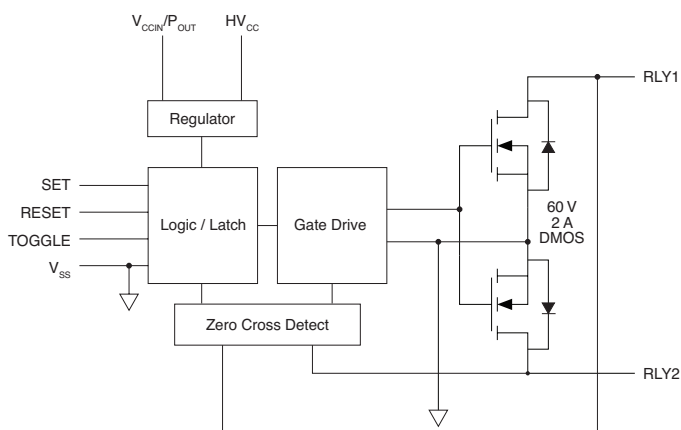 V_CCIN/P_OUT
HV_CC
RLY1
Regulator
SET
RESET
TOGGLE
V_SS
Logic / Latch
Gate Drive
60 V
2 A
DMOS
Zero Cross Detect
RLY2